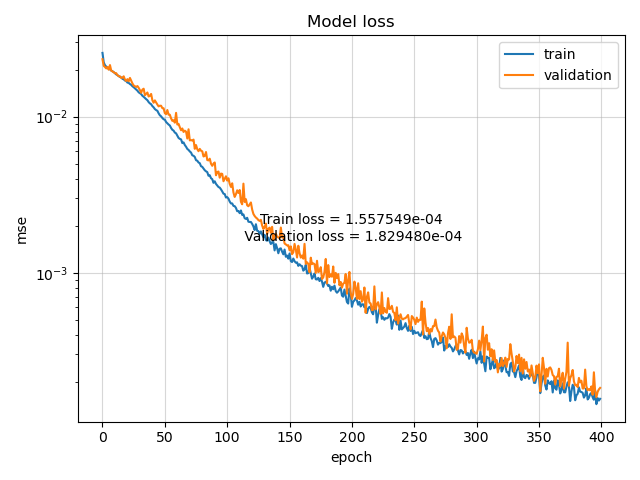 Model loss
train
validation
10⁻²
Train loss = 1.557549e-04
Validation loss = 1.829480e-04
mse
10⁻³
0 50 100 150 200 250 300 350 400
epoch